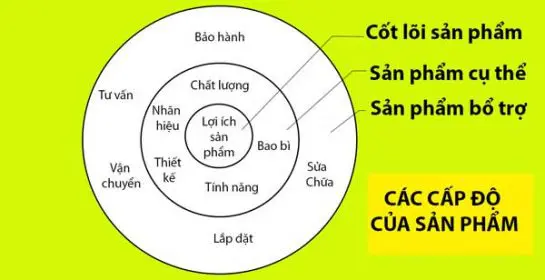 Bảo hành
Cốt lõi sản phẩm
Sản phẩm cụ thể
Sản phẩm bổ trợ
Tư vấn
Chất lượng
Nhãn
hiệu
Lợi ích
sản
phẩm
Bao bì
Thiết
kế
Tính năng
Vận
chuyển
Sửa
Chữa
Lắp dặt
CÁC CẤP ĐỘ
CỦA SẢN PHẨM